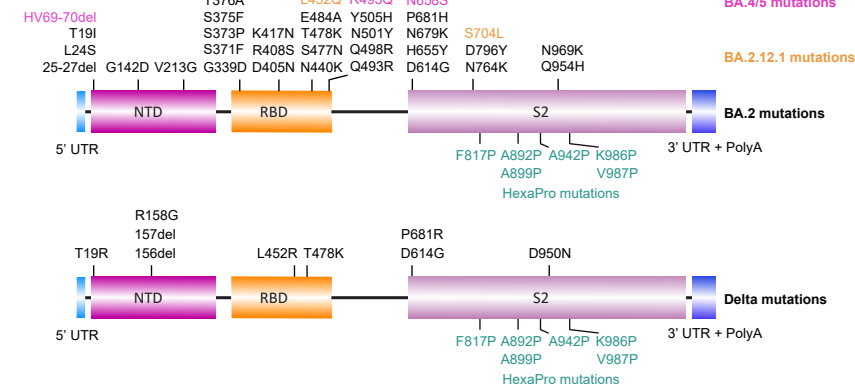 T376A L452Q R493Q N658S BA.4/5 mutations
HV69-70del S375F E484A Y505H P681H
T19I S373P K417N T478K N501Y N679K S704L
L24S S371F R408S S477N Q498R H655Y D796Y N969K BA.2.12.1 mutations
25-27del G142D V213G G339D D405N N440K Q493R D614G N764K Q954H
NTD RBD S2 BA.2 mutations
5' UTR 3' UTR + PolyA
F817P A892P A942P K986P
A899P V987P
HexaPro mutations
R158G
157del P681R
T19R 156del L452R T478K D614G D950N
NTD RBD S2 Delta mutations
5' UTR 3' UTR + PolyA
F817P A892P A942P K986P
A899P V987P
HexaPro mutations